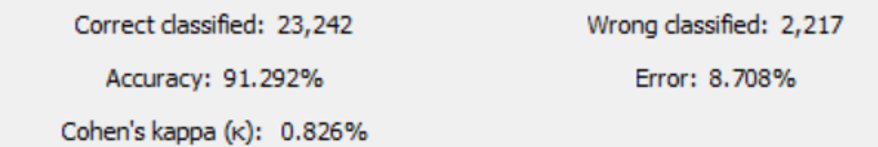 Correct classified: 23,242 Wrong classified: 2,217
Accuracy: 91.292% Error: 8.708%
Cohen's kappa (κ): 0.826%